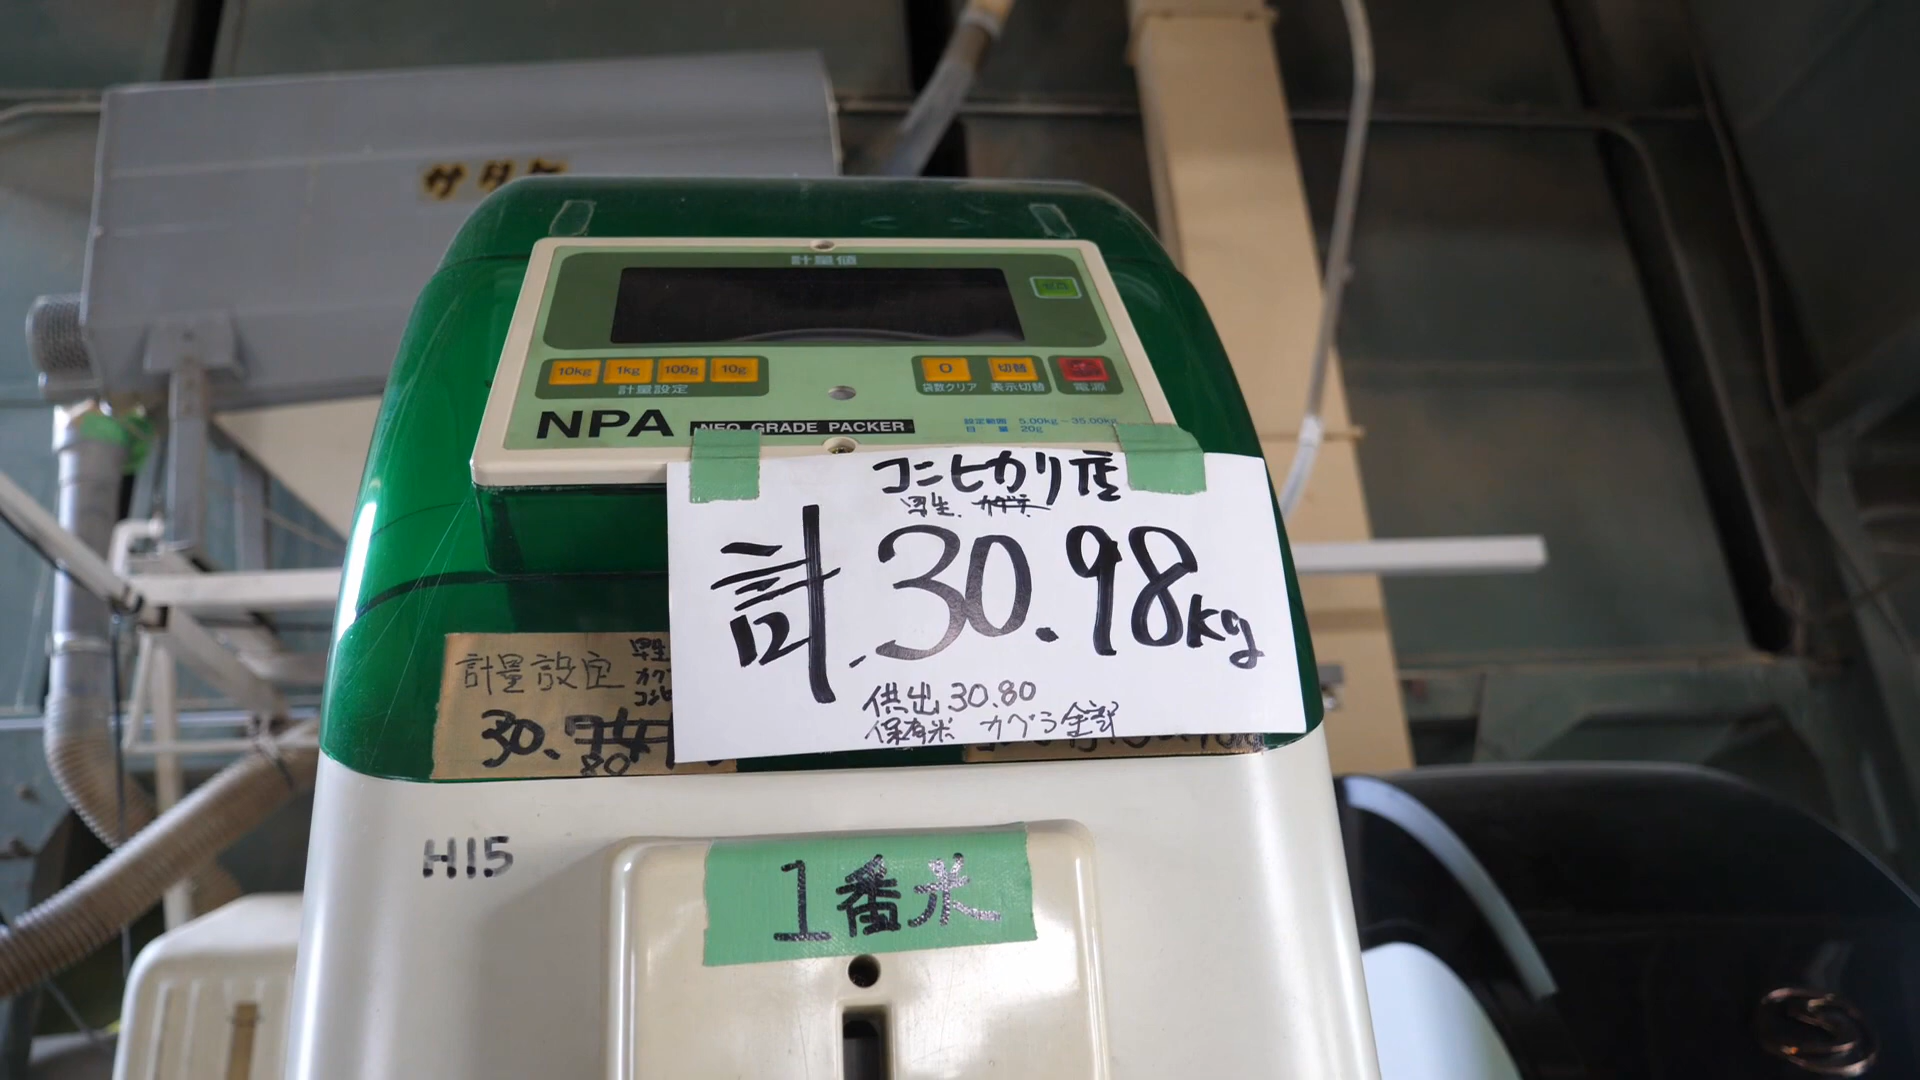 サタケ
計量値
ゼロ
10kg 1kg 100g 10g
計量設定
0 切替
袋数クリア 表示切替 電源
NPA NEO GRADE PACKER
設定範囲 5.00kg~35.00kg
目量 20g
コシヒカリ
計 30.98kg
供出 30.80
保有米 カグラ全部
計量設定
30.
80
H15
1番米